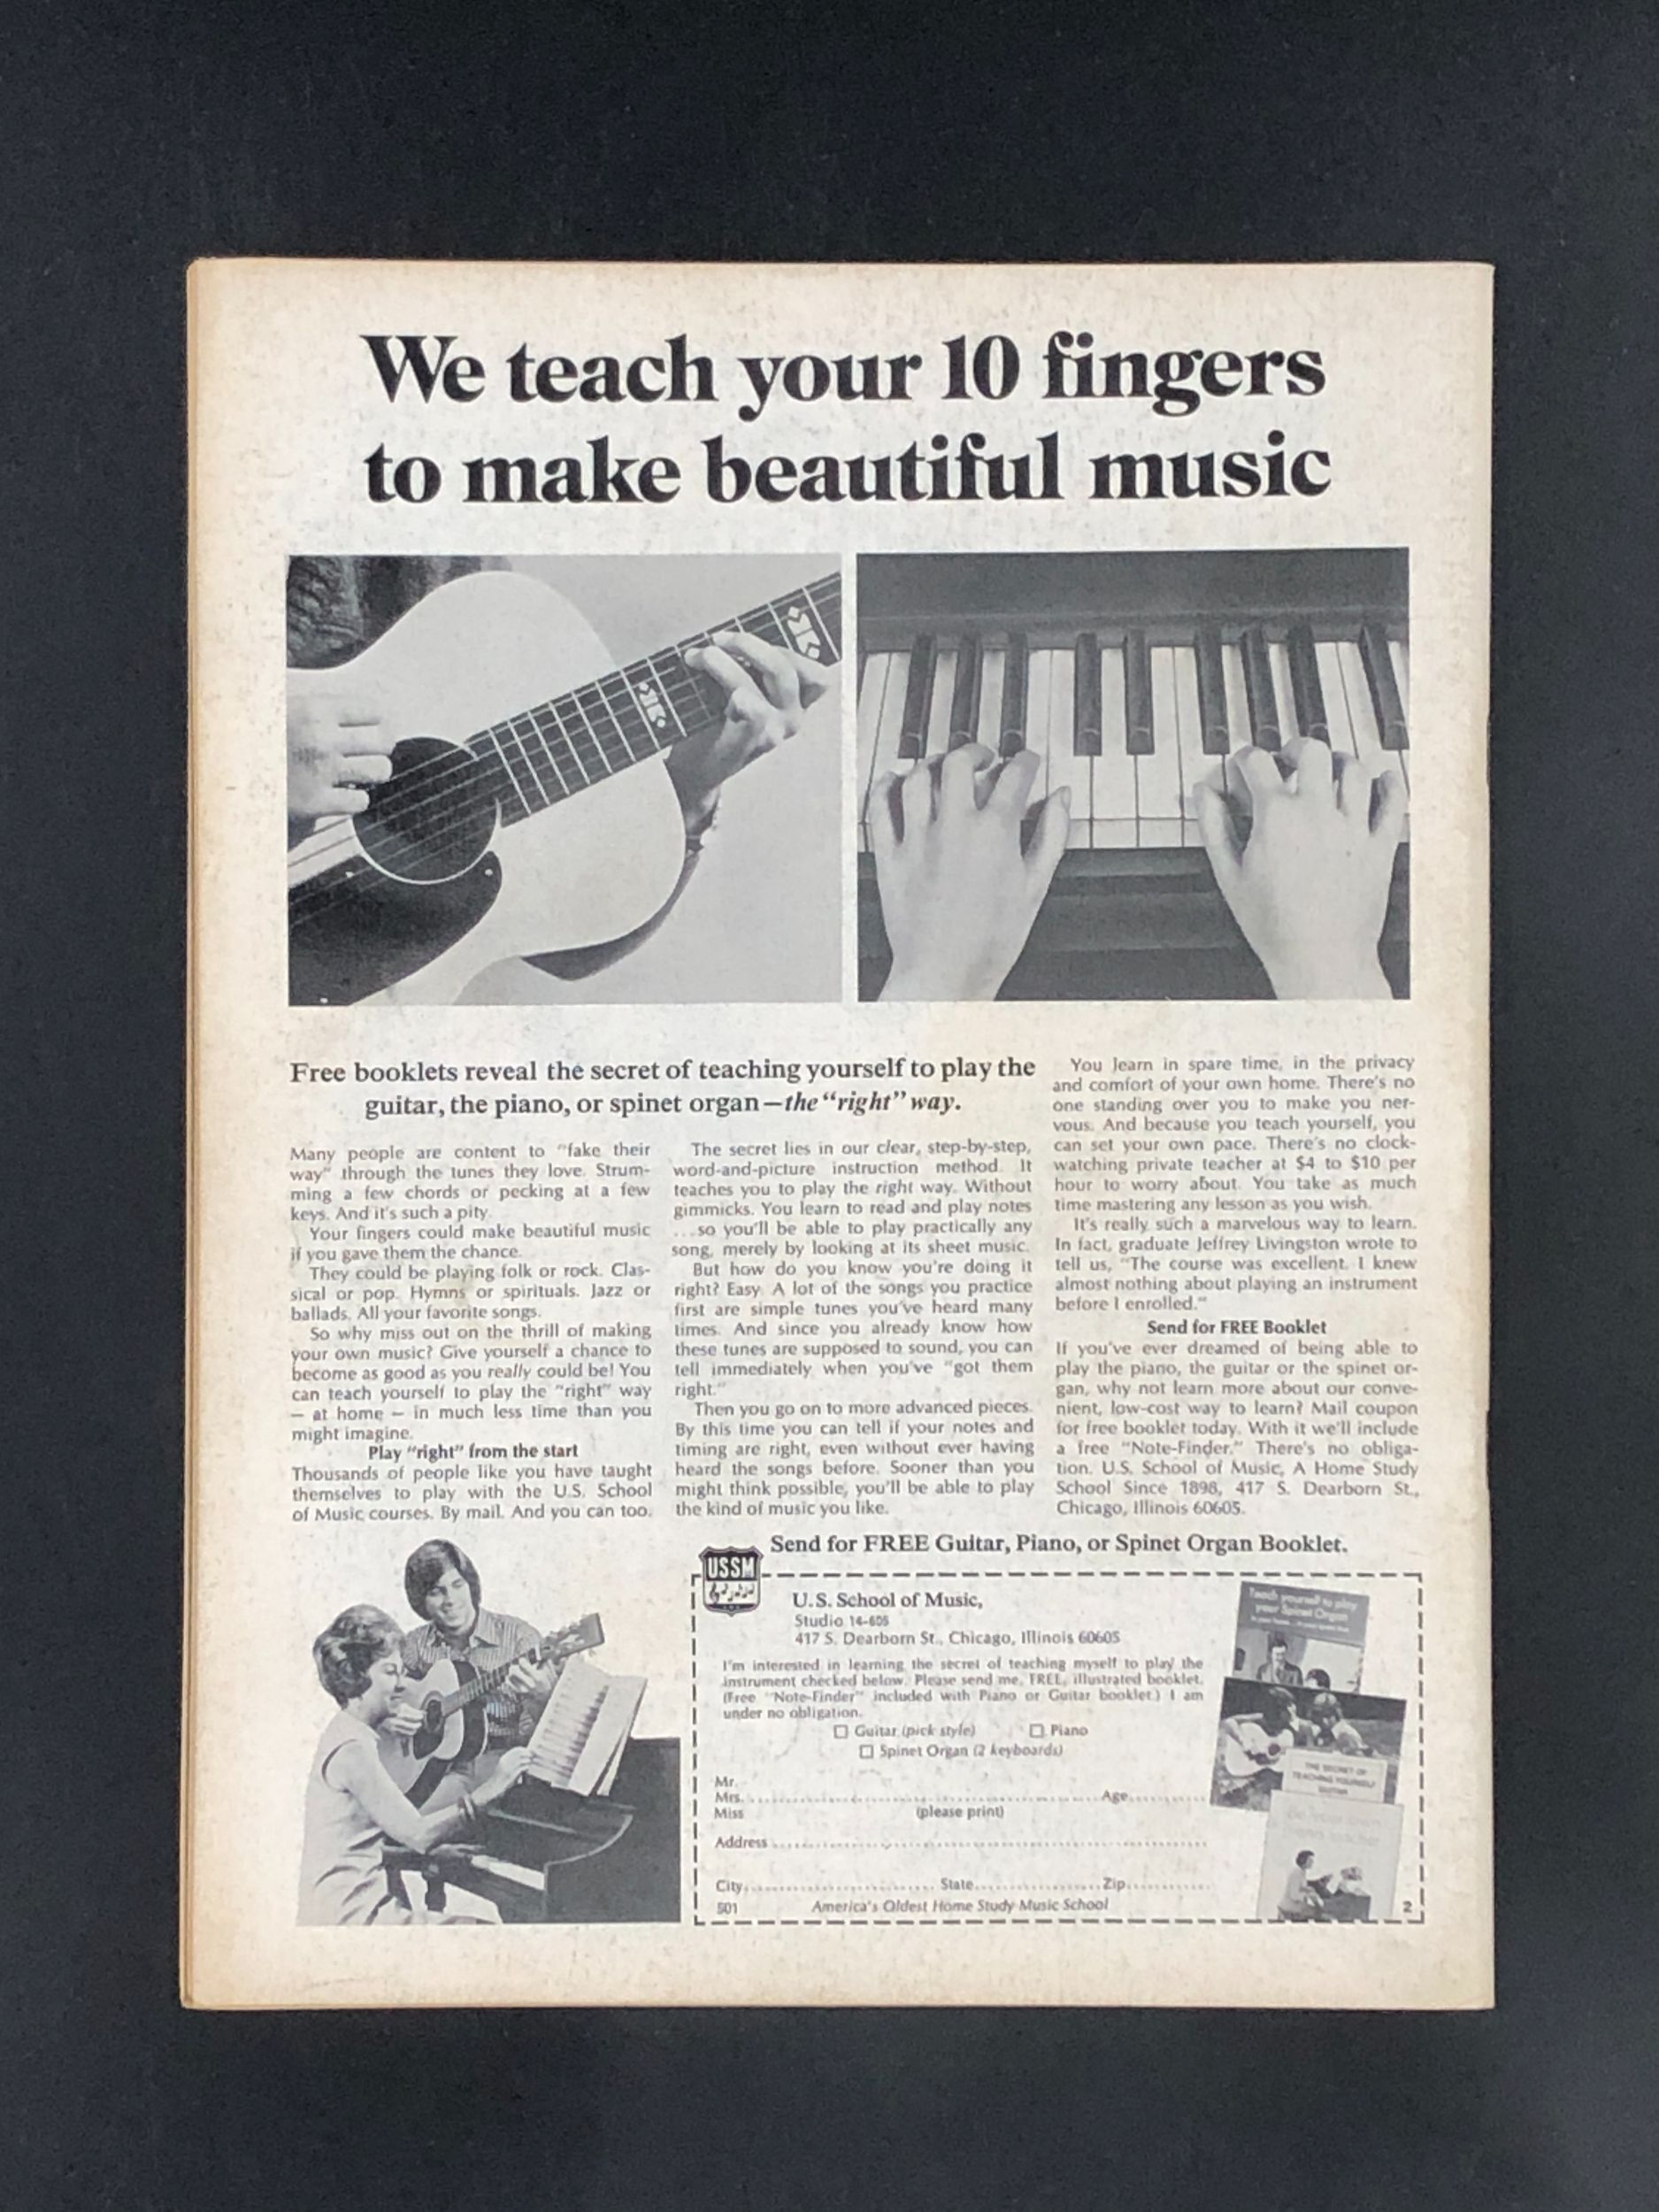 We teach your 10 fingers
to make beautiful music
Free booklets reveal the secret of teaching yourself to play the
guitar, the piano, or spinet organ—the “right” way.
Many people are content to “fake their
way” through the tunes they love. Strum-
ming a few chords or pecking at a few
keys. And it’s such a pity.
Your fingers could make beautiful music
if you gave them the chance.
They could be playing folk or rock. Clas-
sical or pop. Hymns or spirituals. Jazz or
ballads. All your favorite songs.
So why miss out on the thrill of making
your own music? Give yourself a chance to
become as good as you really could be! You
can teach yourself to play the “right” way
— at home — in much less time than you
might imagine.
Play “right” from the start
Thousands of people like you have taught
themselves to play with the U.S. School
of Music courses. By mail. And you can too.
The secret lies in our clear, step-by-step,
word-and-picture instruction method. It
teaches you to play the right way. Without
gimmicks. You learn to read and play notes
...so you’ll be able to play practically any
song, merely by looking at its sheet music.
But how do you know you’re doing it
right? Easy. A lot of the songs you practice
first are simple tunes you’ve heard many
times. And since you already know how
these tunes are supposed to sound, you can
tell immediately when you’ve “got them
right.”
Then you go on to more advanced pieces.
By this time you can tell if your notes and
timing are right, even without ever having
heard the songs before. Sooner than you
might think possible, you’ll be able to play
the kind of music you like.
You learn in spare time, in the privacy
and comfort of your own home. There’s no
one standing over you to make you ner-
vous. And because you teach yourself, you
can set your own pace. There’s no clock-
watching private teacher at $4 to $10 per
hour to worry about. You take as much
time mastering any lesson as you wish.
It’s really such a marvelous way to learn.
In fact, graduate Jeffrey Livingston wrote to
tell us, “The course was excellent. I knew
almost nothing about playing an instrument
before I enrolled.”
Send for FREE Booklet
If you’ve ever dreamed of being able to
play the piano, the guitar or the spinet or-
gan, why not learn more about our conve-
nient, low-cost way to learn? Mail coupon
for free booklet today. With it we’ll include
a free “Note-Finder.” There’s no obliga-
tion. U.S. School of Music, A Home Study
School Since 1898, 417 S. Dearborn St.,
Chicago, Illinois 60605.
Send for FREE Guitar, Piano, or Spinet Organ Booklet.
USSM
U.S. School of Music,
Studio 14-605
417 S. Dearborn St., Chicago, Illinois 60605
I’m interested in learning the secret of teaching myself to play the
instrument checked below. Please send me, FREE, illustrated booklet.
(Free “Note-Finder” included with Piano or Guitar booklet.) I am
under no obligation.
☐ Guitar (pick style) ☐ Piano
☐ Spinet Organ (2 keyboards)
Mr.
Mrs. Age
Miss (please print)
Address
City State Zip
501 America’s Oldest Home Study Music School
2
Teach yourself to play
your Spinet Organ
THE SECRET OF
TEACHING YOURSELF
GUITAR